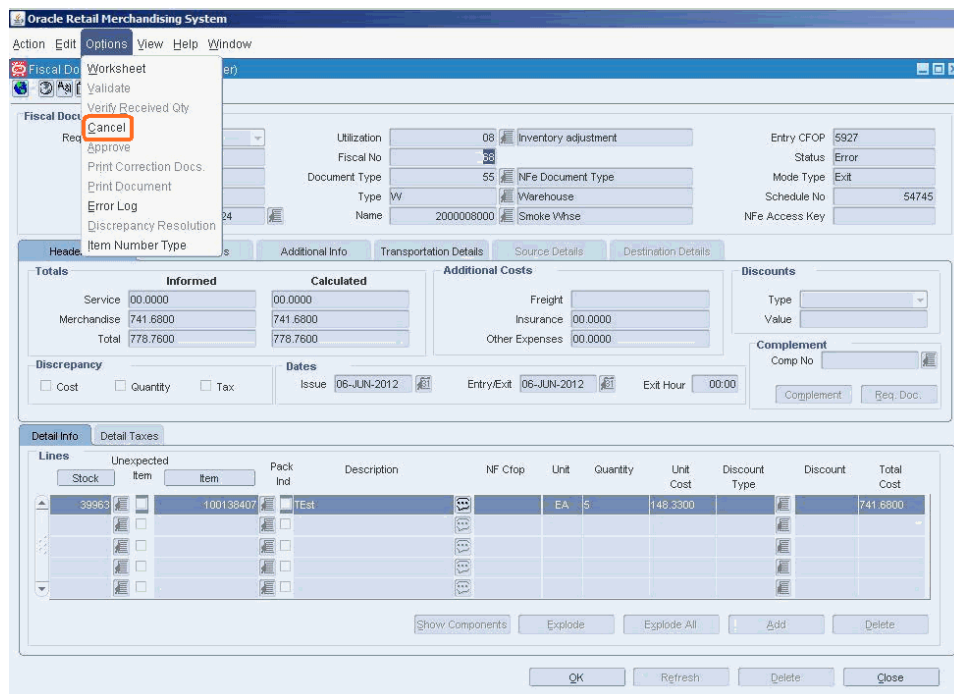 Oracle Retail Merchandising System
Action Edit Options View Help Window
Fiscal Do er)
Worksheet
Validate
Verify Received Qty
Cancel
Approve
Print Correction Docs.
Print Document
Error Log
Discrepancy Resolution
Item Number Type
Fiscal Docu
Req
24
Utilization 08 Inventory adjustment
Fiscal No 68
Document Type 55 NFe Document Type
Type W Warehouse
Name 2000008000 Smoke Whse
Entry CFOP 5927
Status Error
Mode Type Exit
Schedule No 54745
NFe Access Key
Heade s Additional Info Transportation Details Source Details Destination Details
Totals
Informed Calculated
Service 00.0000 00.0000
Merchandise 741.6800 741.6800
Total 778.7600 778.7600
Additional Costs
Freight
Insurance 00.0000
Other Expenses 00.0000
Discounts
Type
Value
Complement
Comp No
Complement Req. Doc.
Discrepancy
Cost Quantity Tax
Dates
Issue 06-JUN-2012 Entry/Exit 06-JUN-2012 Exit Hour 00:00
Detail Info Detail Taxes
Lines
Stock Unexpected Item Item Pack Ind Description NF Cfop Unit Quantity Unit Cost Discount Type Discount Total Cost
39963 100138407 TEst EA 5 148.3300 741.6800
Show Components Explode Explode All Add Delete
OK Refresh Delete Close